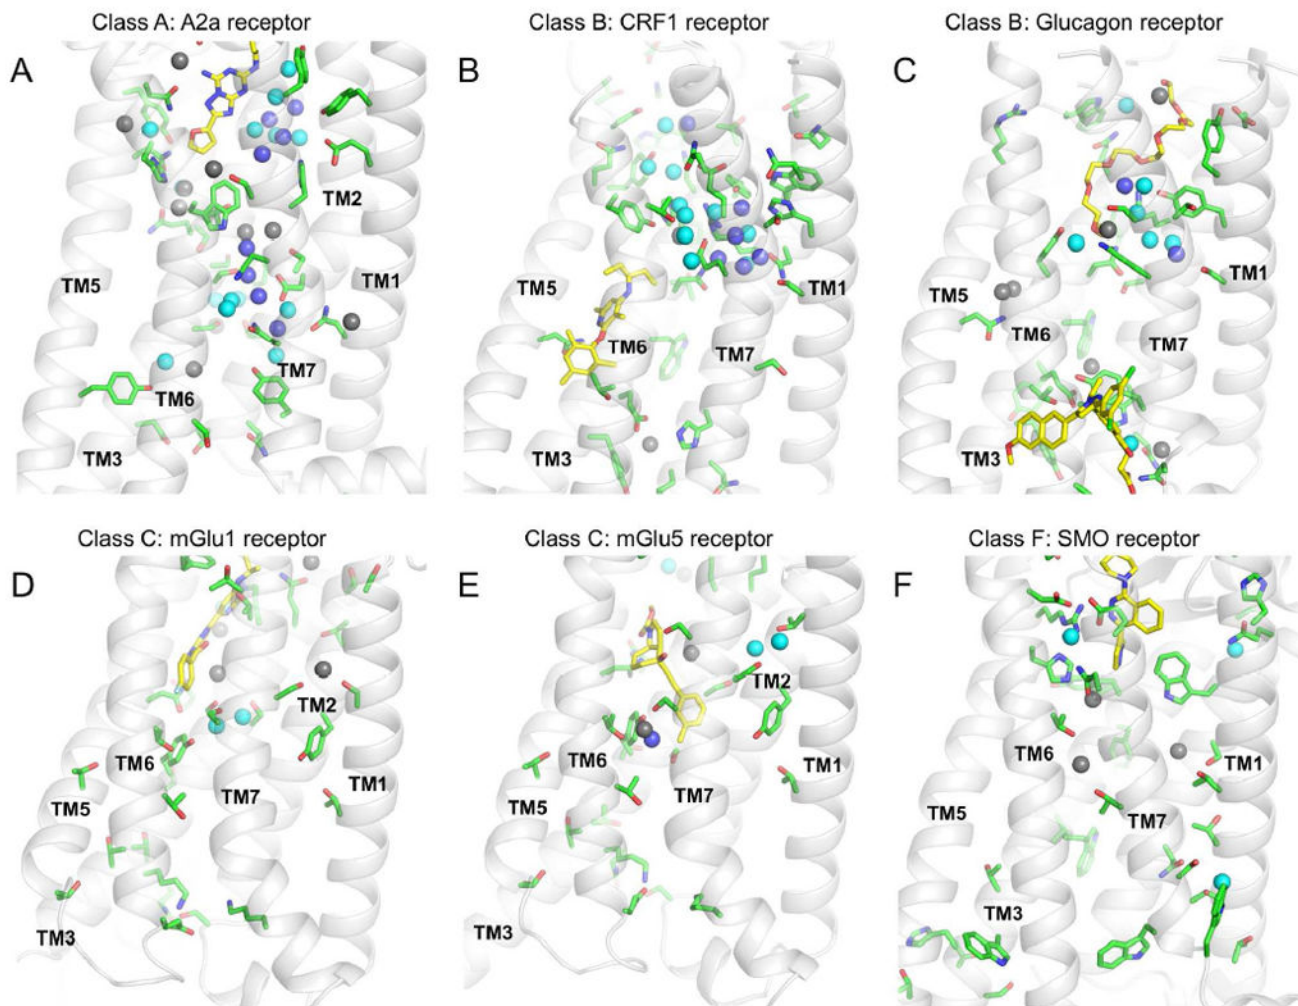 Class A: A2a receptor
Class B: CRF1 receptor
Class B: Glucagon receptor
A
B
C
TM2
TM5
TM1
TM7
TM6
TM3
TM5
TM1
TM6
TM7
TM3
TM1
TM5
TM6
TM7
TM3
Class C: mGlu1 receptor
Class C: mGlu5 receptor
Class F: SMO receptor
D
E
F
TM2
TM6
TM1
TM7
TM5
TM3
TM2
TM6
TM1
TM7
TM5
TM3
TM6
TM1
TM5
TM7
TM3